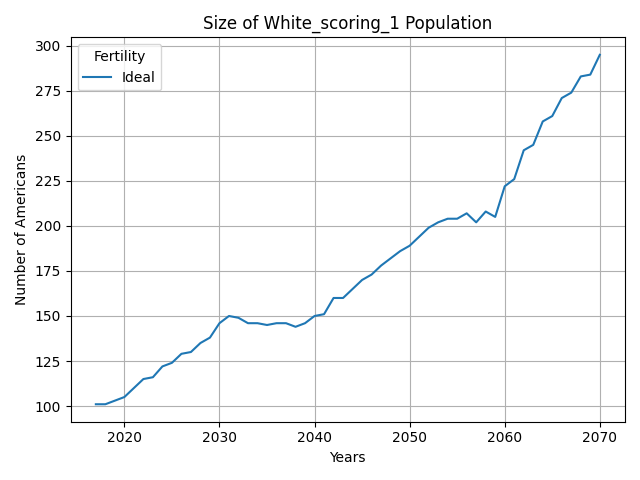 Size of White_scoring_1 Population
Fertility
Ideal
Number of Americans
300
275
250
225
200
175
150
125
100
2020 2030 2040 2050 2060 2070
Years